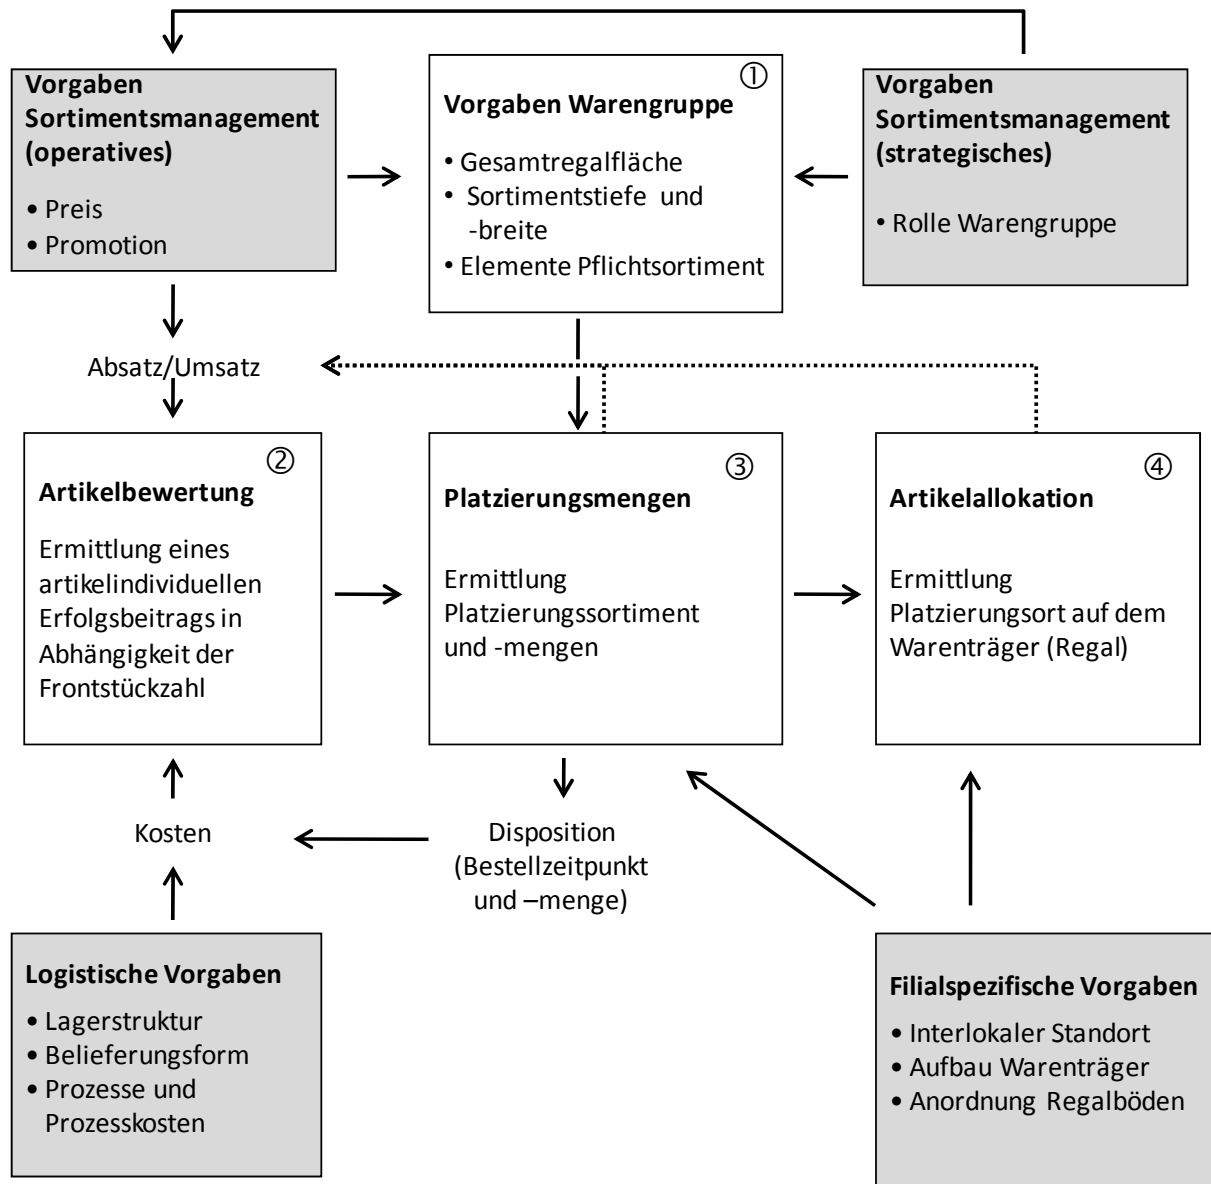 Vorgaben
Sortimentsmanagement
(operatives)
• Preis
• Promotion
①
Vorgaben Warengruppe
• Gesamtregalfläche
• Sortimentstiefe und
-breite
• Elemente Pflichtsortiment
Vorgaben
Sortimentsmanagement
(strategisches)
• Rolle Warengruppe
Absatz/Umsatz
②
Artikelbewertung
Ermittlung eines
artikelindividuellen
Erfolgsbeitrags in
Abhängigkeit der
Frontstückzahl
③
Platzierungsmengen
Ermittlung
Platzierungssortiment
und -mengen
④
Artikelallokation
Ermittlung
Platzierungsort auf dem
Warenträger (Regal)
Kosten
Disposition
(Bestellzeitpunkt
und –menge)
Logistische Vorgaben
• Lagerstruktur
• Belieferungsform
• Prozesse und
Prozesskosten
Filialspezifische Vorgaben
• Interlokaler Standort
• Aufbau Warenträger
• Anordnung Regalböden